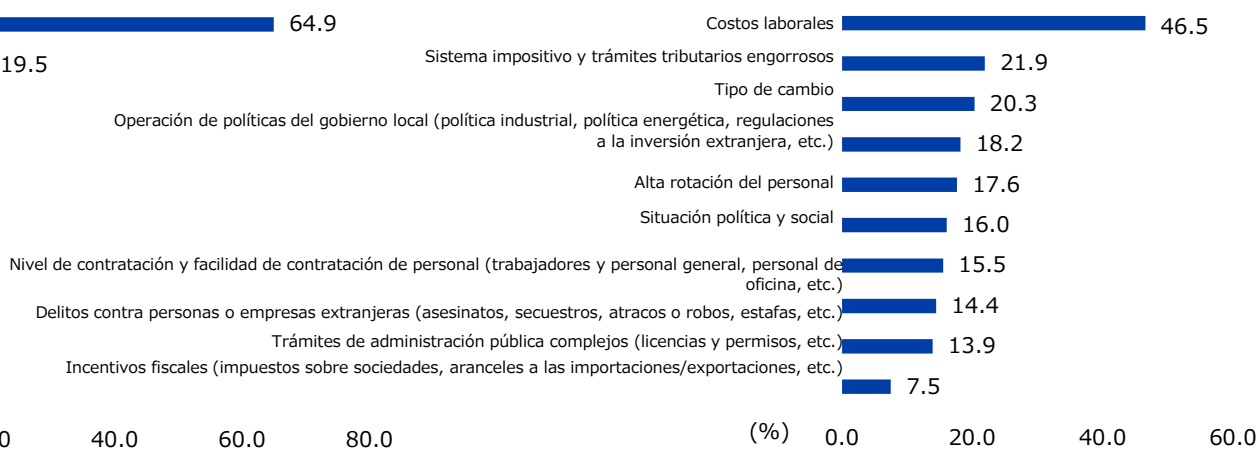 64.9
19.5
0
40.0
60.0
80.0
Costos laborales
46.5
Sistema impositivo y trámites tributarios engorrosos
21.9
Tipo de cambio
20.3
Operación de políticas del gobierno local (política industrial, política energética, regulaciones
a la inversión extranjera, etc.)
18.2
Alta rotación del personal
17.6
Situación política y social
16.0
Nivel de contratación y facilidad de contratación de personal (trabajadores y personal general, personal de
oficina, etc.)
15.5
Delitos contra personas o empresas extranjeras (asesinatos, secuestros, atracos o robos, estafas, etc.)
14.4
Trámites de administración pública complejos (licencias y permisos, etc.)
13.9
Incentivos fiscales (impuestos sobre sociedades, aranceles a las importaciones/exportaciones, etc.)
7.5
(%)
0.0
20.0
40.0
60.0